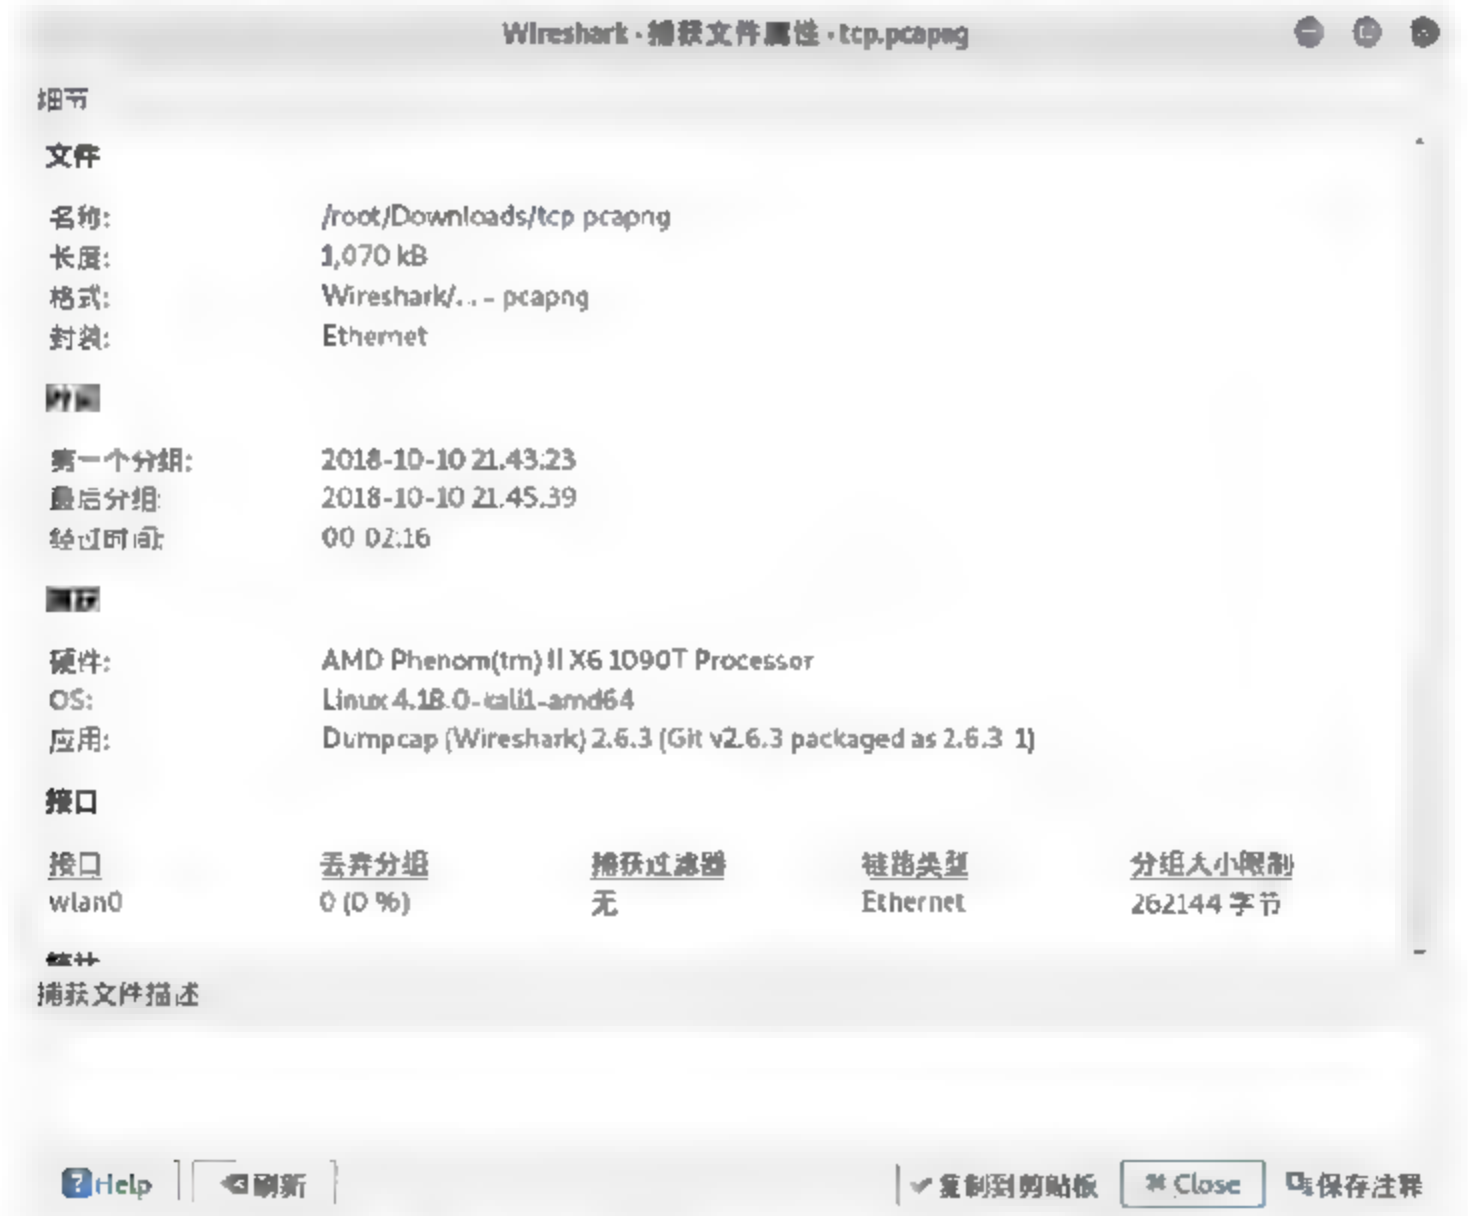 Wireshark · 捕获文件属性 · tcp.pcapng
细节
文件
名称: /root/Downloads/tcp pcapng
长度: 1,070 kB
格式: Wireshark/... - pcapng
封装: Ethernet
时间
第一个分组: 2018-10-10 21:43:23
最后分组: 2018-10-10 21:45:39
经过时间: 00:02:16
捕获
硬件: AMD Phenom(tm) II X6 1090T Processor
OS: Linux 4.18.0-kali1-amd64
应用: Dumpcap (Wireshark) 2.6.3 (Git v2.6.3 packaged as 2.6.3-1)
接口
接口 丢弃分组 捕获过滤器 链路类型 分组大小限制
wlan0 0 (0 %) 无 Ethernet 262144 字节
捕获文件描述
Help 刷新 复制到剪贴板 Close 保存注释